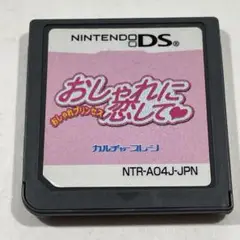 NINTENDO DS
おしゃれに
恋して♥
おしゃれプリンセス
カルチャーブレーン
NTR-A04J-JPN